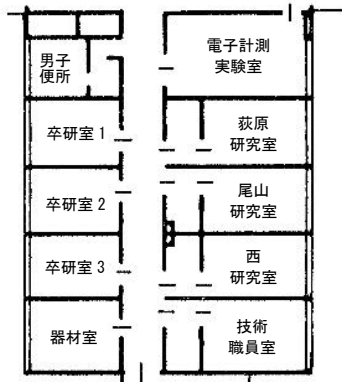 男子
便所
電子計測
実験室
卒研室 1
荻原
研究室
卒研室 2
尾山
研究室
卒研室 3
西
研究室
器材室
技術
職員室